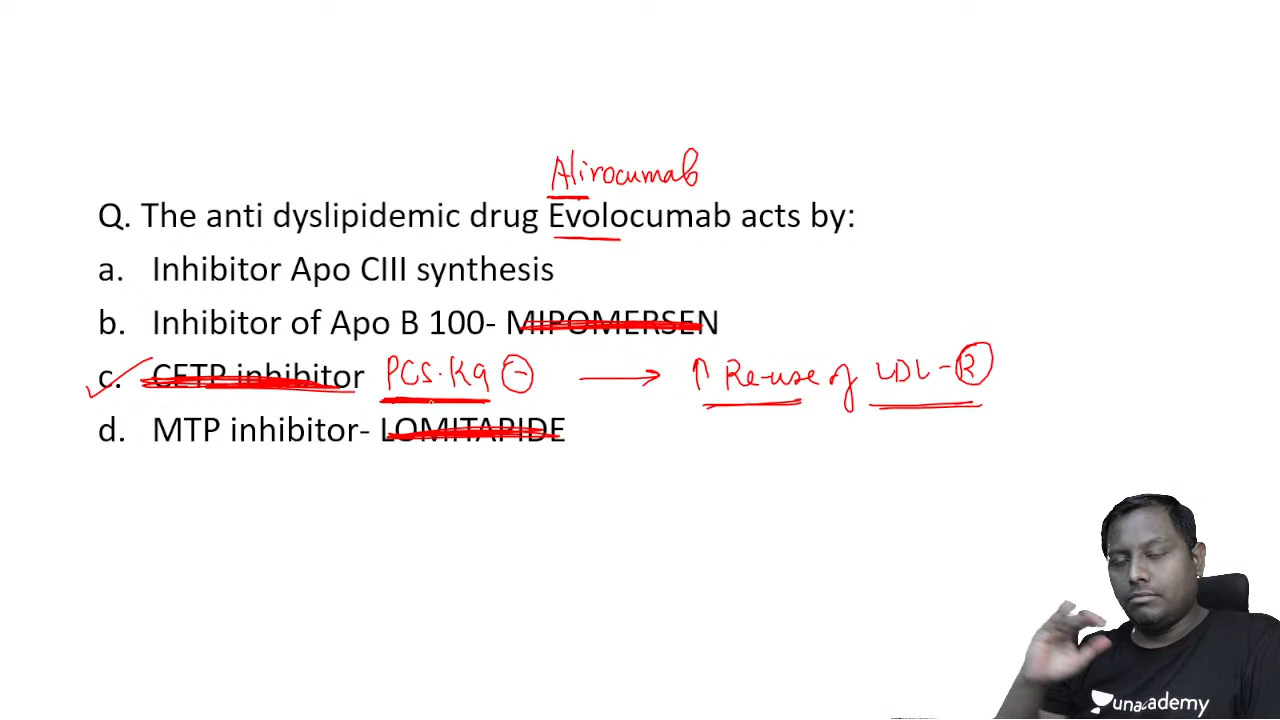 Alirocumab
Q. The anti dyslipidemic drug Evolocumab acts by:
a. Inhibitor Apo CIII synthesis
b. Inhibitor of Apo B 100- MIPOMERSEN
c. CETP inhibitor PCSK9 - → ↑ Re-use of LDL-R
d. MTP inhibitor- LOMITAPIDE
unacademy